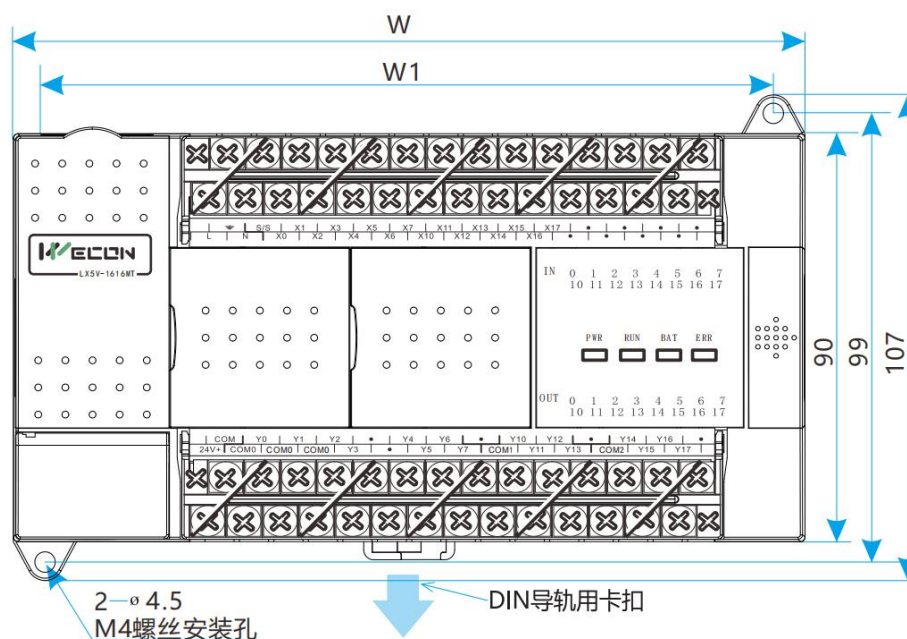 W
W1
S/S X1 X3 X5 X7 X11 X13 X15 X17
L N X0 X2 X4 X6 X10 X12 X14 X16
WECON
LX5V-1616MT
IN 0 1 2 3 4 5 6 7
10 11 12 13 14 15 16 17
PWR RUN BAT ERR
OUT 0 1 2 3 4 5 6 7
10 11 12 13 14 15 16 17
90
99
107
COM Y0 Y1 Y2 Y4 Y6 Y10 Y12 Y14 Y16
24V+ COM0 COM0 COM0 Y3 Y5 Y7 COM1 Y11 Y13 COM2 Y15 Y17
2—ø 4.5
M4螺丝安装孔
DIN导轨用卡扣